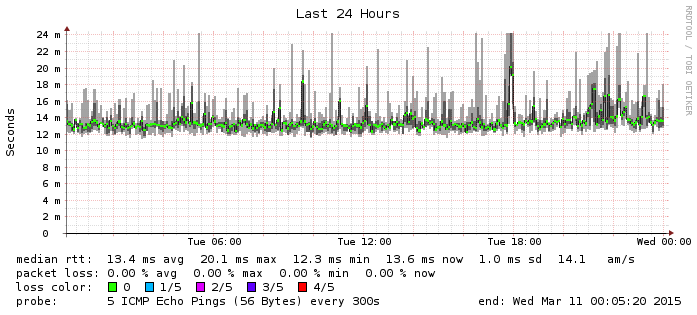 Last 24 Hours
RRDTOOL / TOBI OETIKER
Seconds
24 m
22 m
20 m
18 m
16 m
14 m
12 m
10 m
8 m
6 m
4 m
2 m
0
Tue 06:00 Tue 12:00 Tue 18:00 Wed 00:00
median rtt: 13.4 ms avg 20.1 ms max 12.3 ms min 13.6 ms now 1.0 ms sd 14.1 am/s
packet loss: 0.00 % avg 0.00 % max 0.00 % min 0.00 % now
loss color: 0 1/5 2/5 3/5 4/5
probe: 5 ICMP Echo Pings (56 Bytes) every 300s end: Wed Mar 11 00:05:20 2015